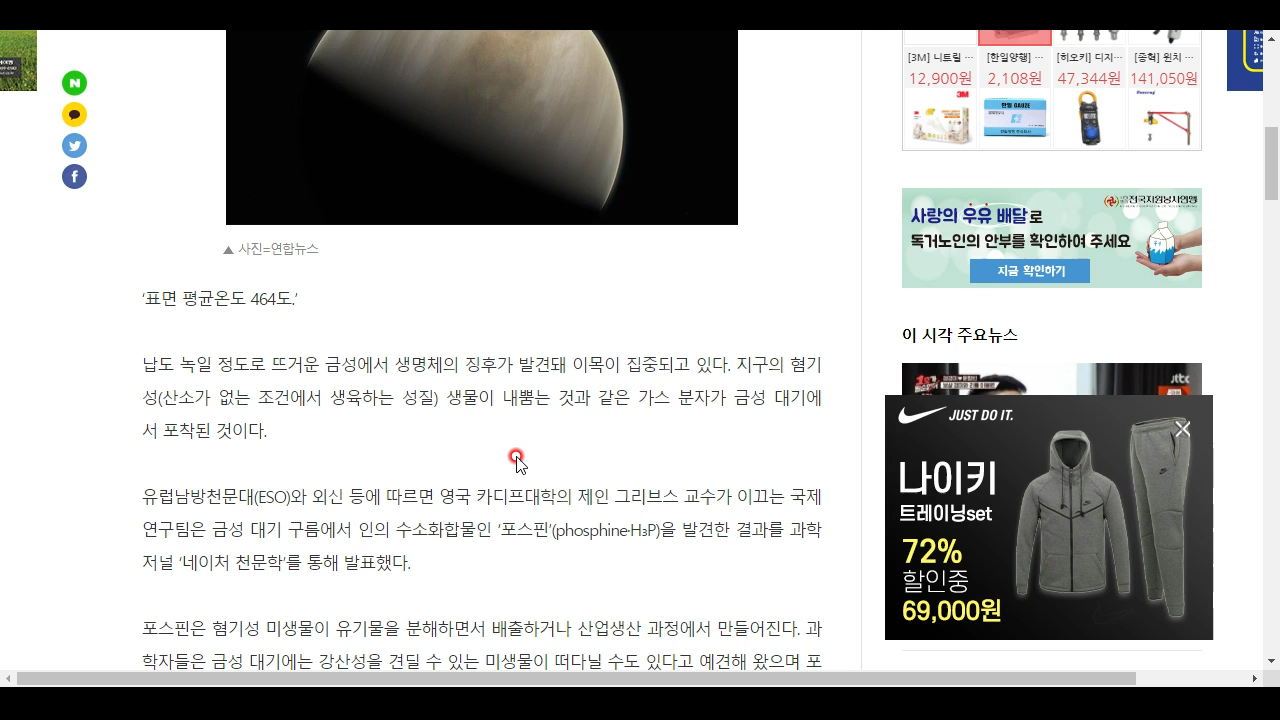 ▲ 사진=연합뉴스
‘표면 평균온도 464도.’
납도 녹일 정도로 뜨거운 금성에서 생명체의 징후가 발견돼 이목이 집중되고 있다. 지구의 혐기
성(산소가 없는 조건에서 생육하는 성질) 생물이 내뿜는 것과 같은 가스 분자가 금성 대기에
서 포착된 것이다.
유럽남방천문대(ESO)와 외신 등에 따르면 영국 카디프대학의 제인 그리브스 교수가 이끄는 국제
연구팀은 금성 대기 구름에서 인의 수소화합물인 ‘포스핀’(phosphine·H₃P)을 발견한 결과를 과학
저널 ‘네이처 천문학’를 통해 발표했다.
포스핀은 혐기성 미생물이 유기물을 분해하면서 배출하거나 산업생산 과정에서 만들어진다. 과
학자들은 금성 대기에는 강산성을 견딜 수 있는 미생물이 떠다닐 수도 있다고 예견해 왔으며 포
[3M] 니트릴 ··· [한일양행] ··· [히오키] 디지··· [중혁] 윈치 ···
12,900원 2,108원 47,344원 141,050원
3M
한일 GAUZE
전국자원봉사연맹
사랑의 우유 배달로
독거노인의 안부를 확인하여 주세요
지금 확인하기
이 시각 주요뉴스
jtbc
JUST DO IT.
나이키
트레이닝set
72%
할인중
69,000원